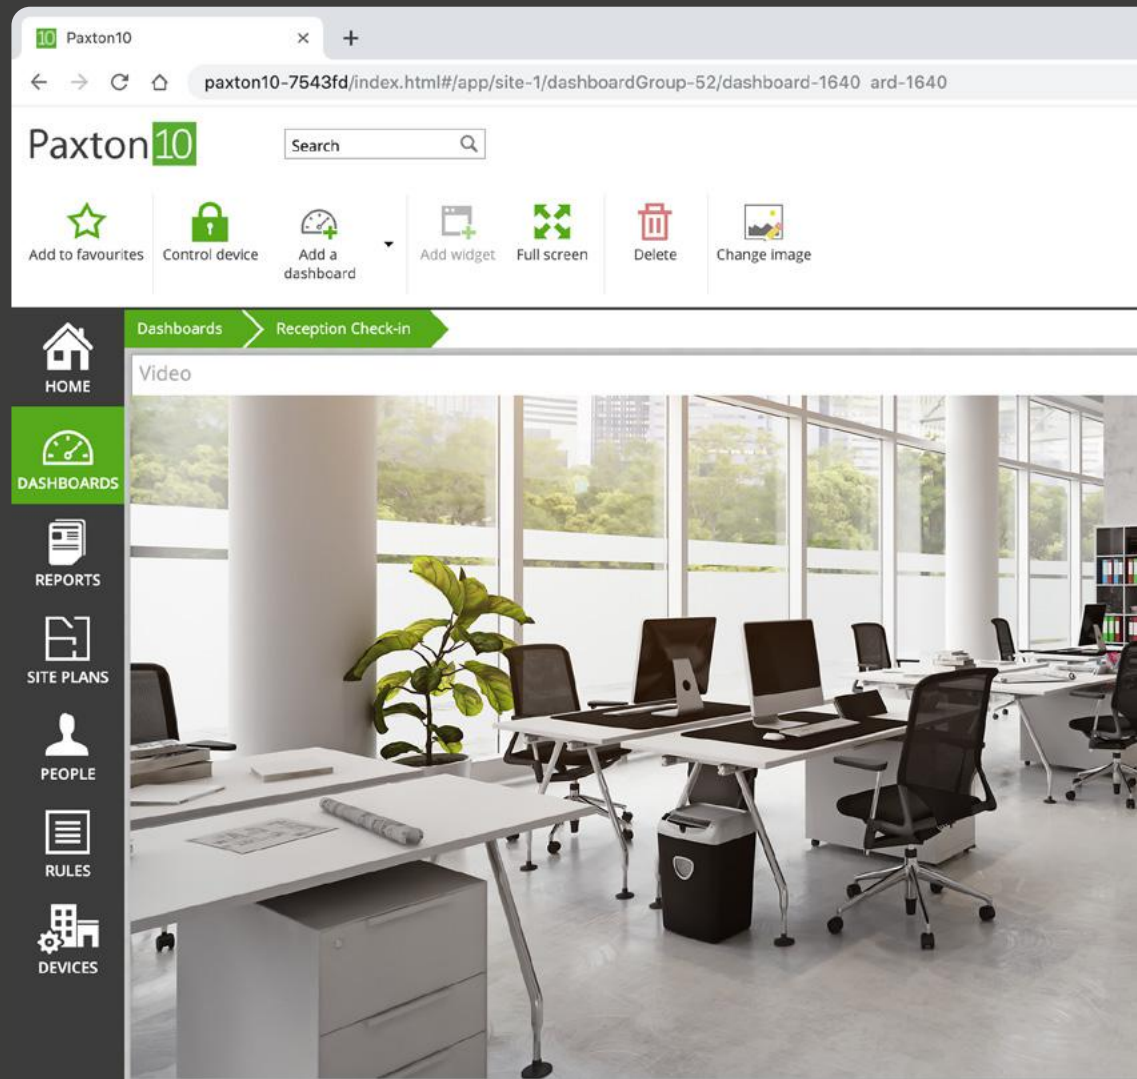 10 Paxton10
paxton10-7543fd/index.html#/app/site-1/dashboardGroup-52/dashboard-1640 ard-1640
Paxton10
Search
Add to favourites
Control device
Add a
dashboard
Add widget
Full screen
Delete
Change image
Dashboards
Reception Check-in
Video
HOME
DASHBOARDS
REPORTS
SITE PLANS
PEOPLE
RULES
DEVICES